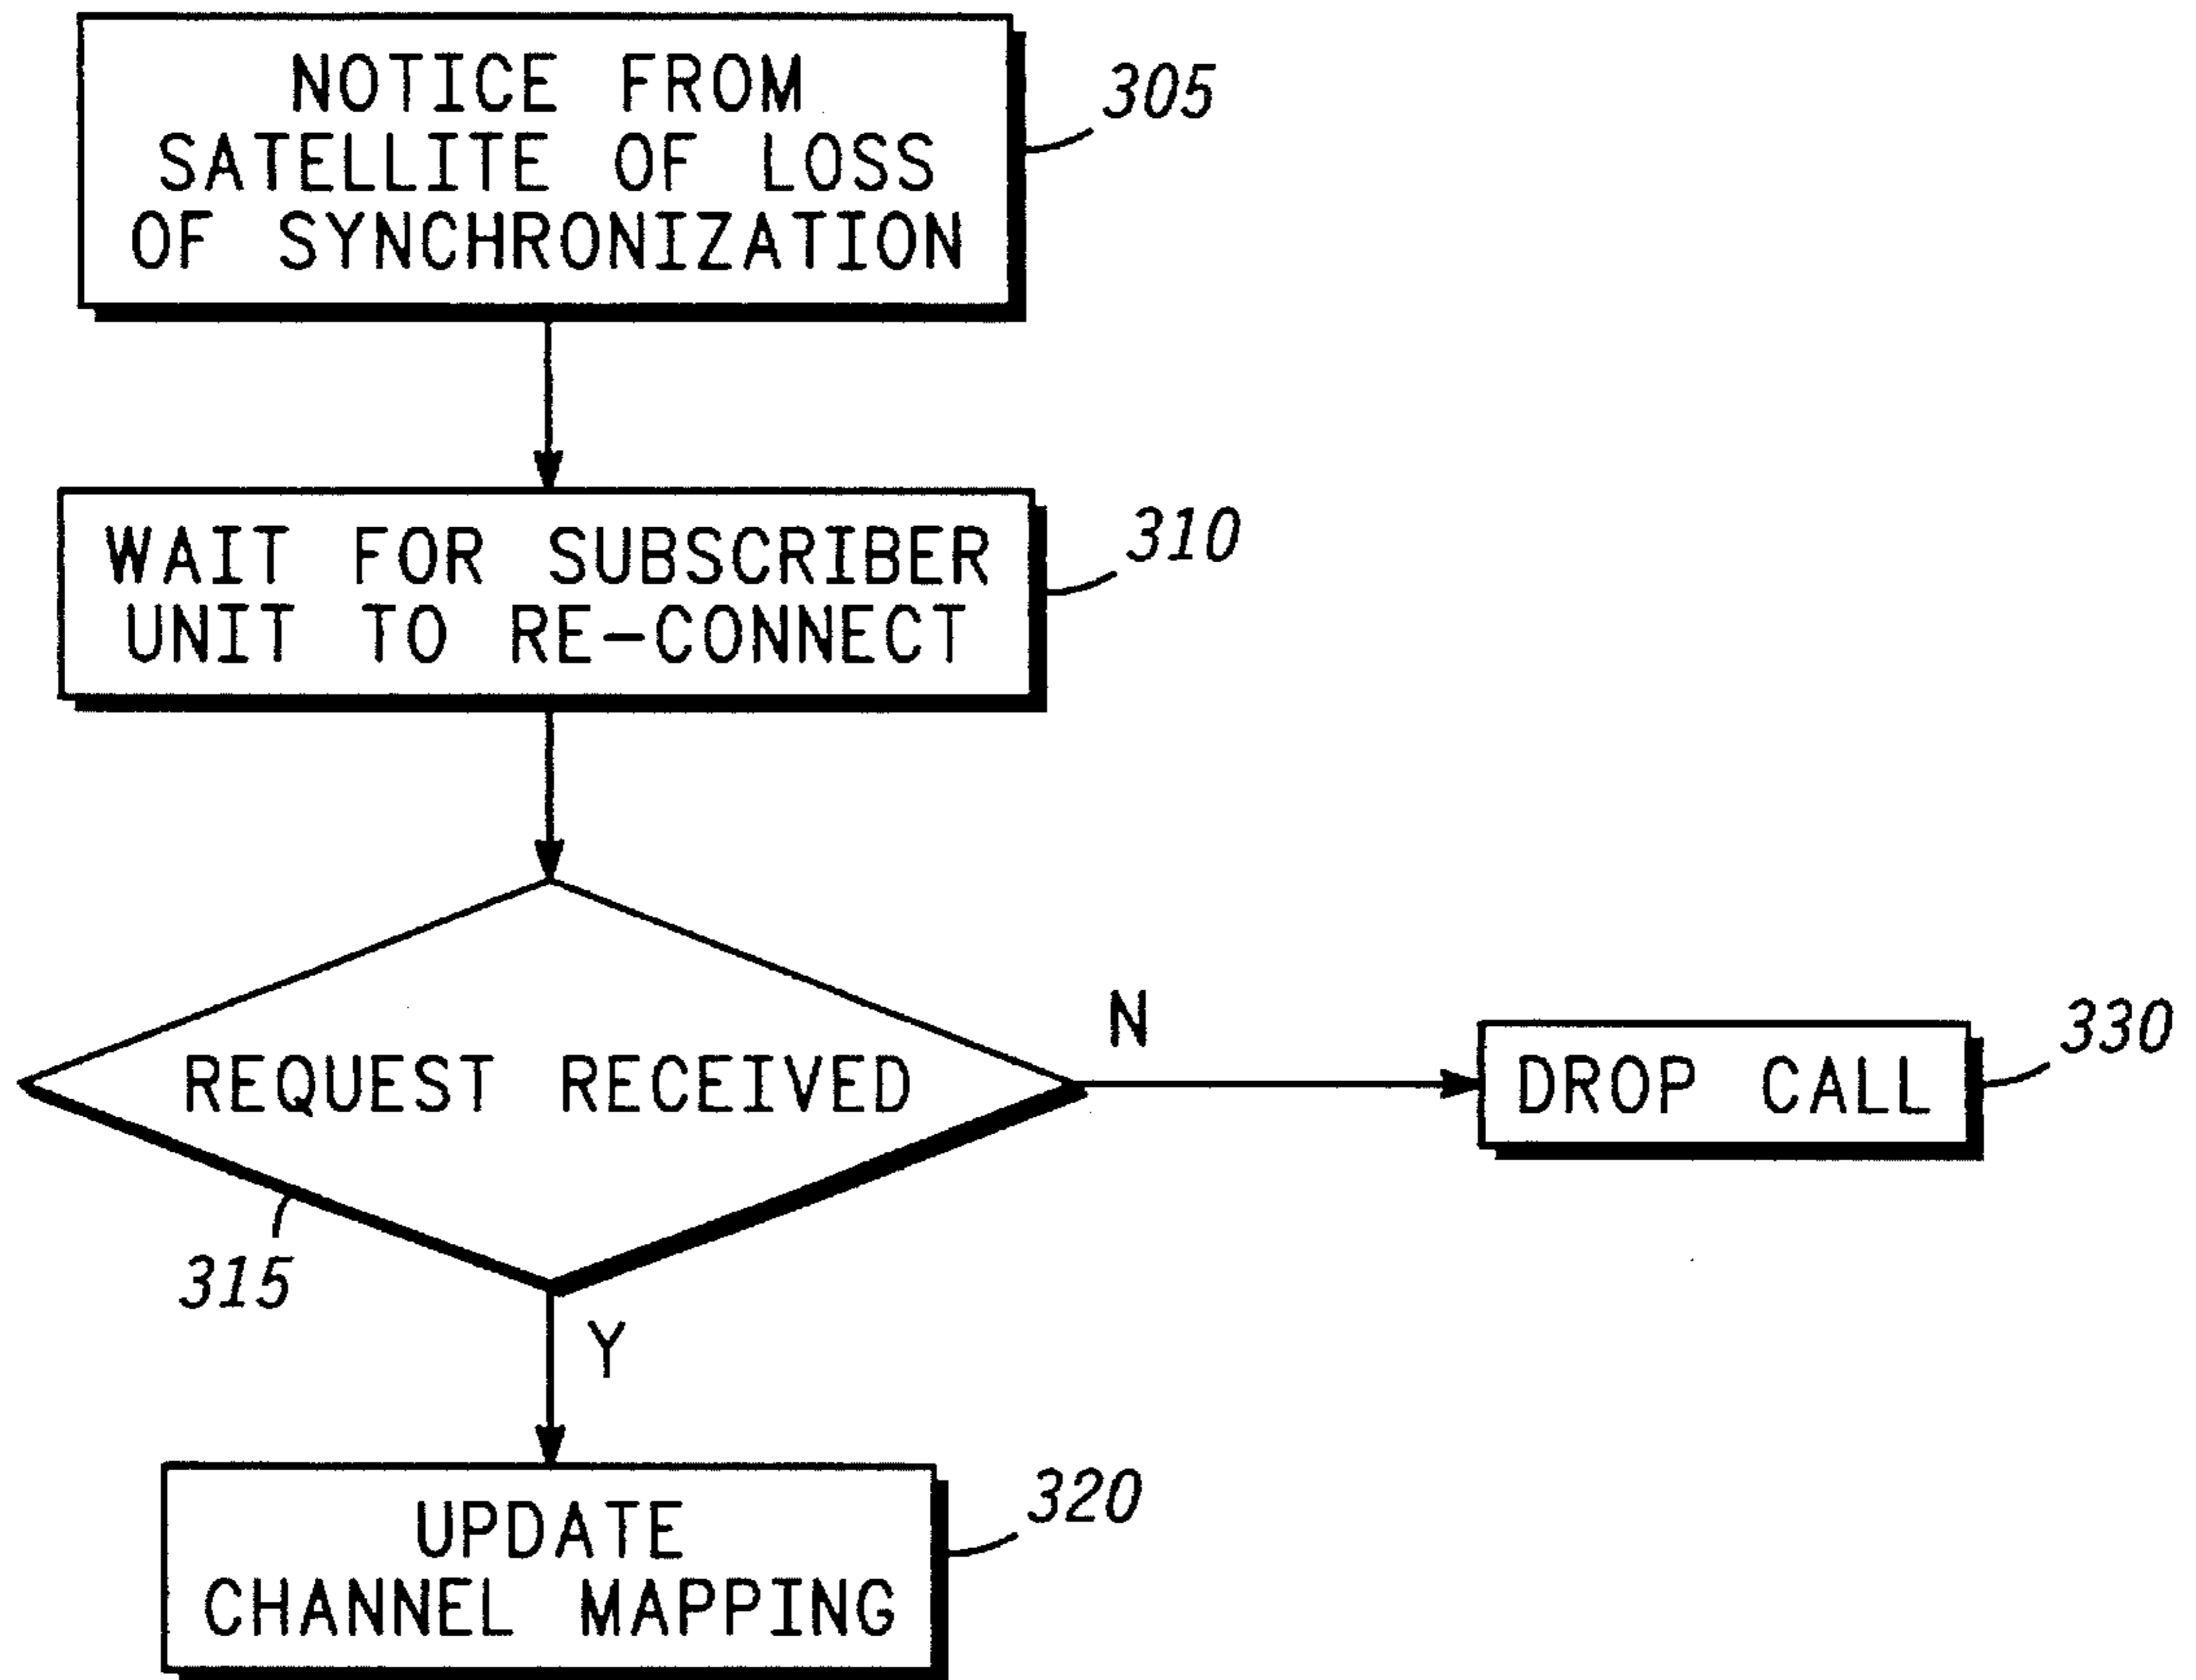 NOTICE FROM
SATELLITE OF LOSS
OF SYNCHRONIZATION
305
WAIT FOR SUBSCRIBER
UNIT TO RE-CONNECT
310
REQUEST RECEIVED
315
N
DROP CALL
330
Y
UPDATE
CHANNEL MAPPING
320